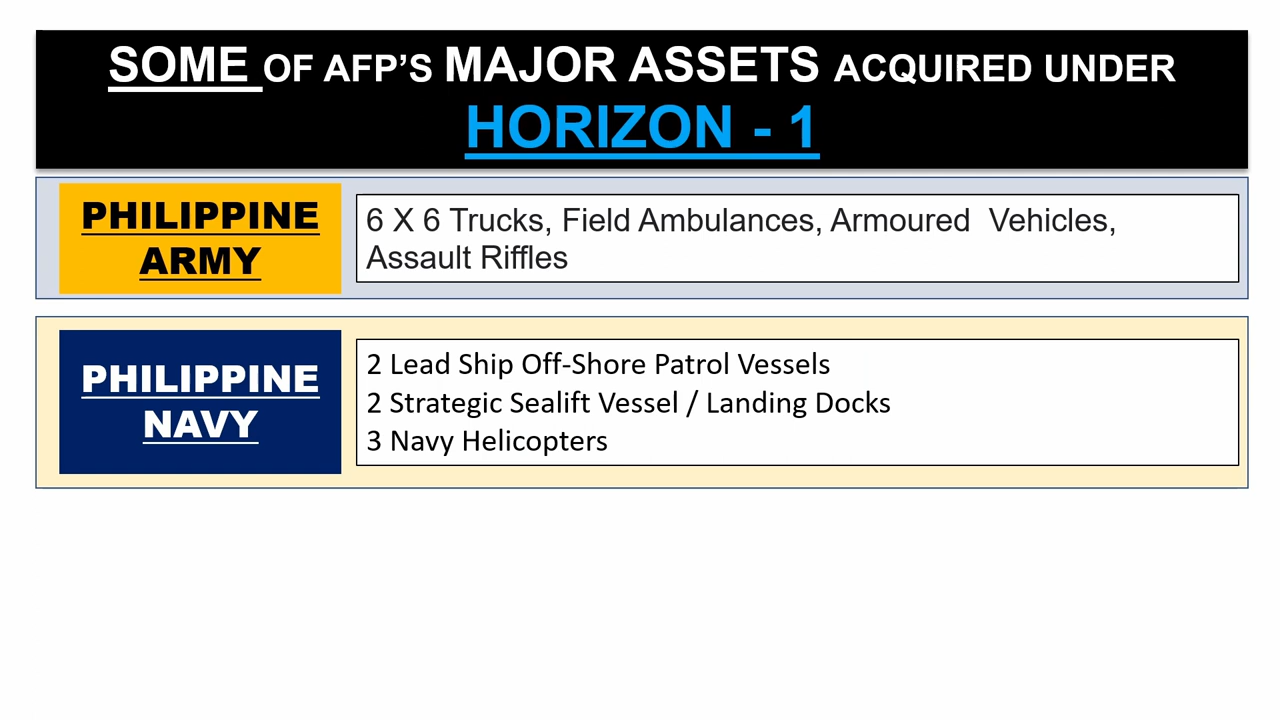 SOME OF AFP'S MAJOR ASSETS ACQUIRED UNDER
HORIZON - 1
PHILIPPINE
ARMY
6 X 6 Trucks, Field Ambulances, Armoured  Vehicles,
Assault Riffles
PHILIPPINE
NAVY
2 Lead Ship Off-Shore Patrol Vessels
2 Strategic Sealift Vessel / Landing Docks
3 Navy Helicopters